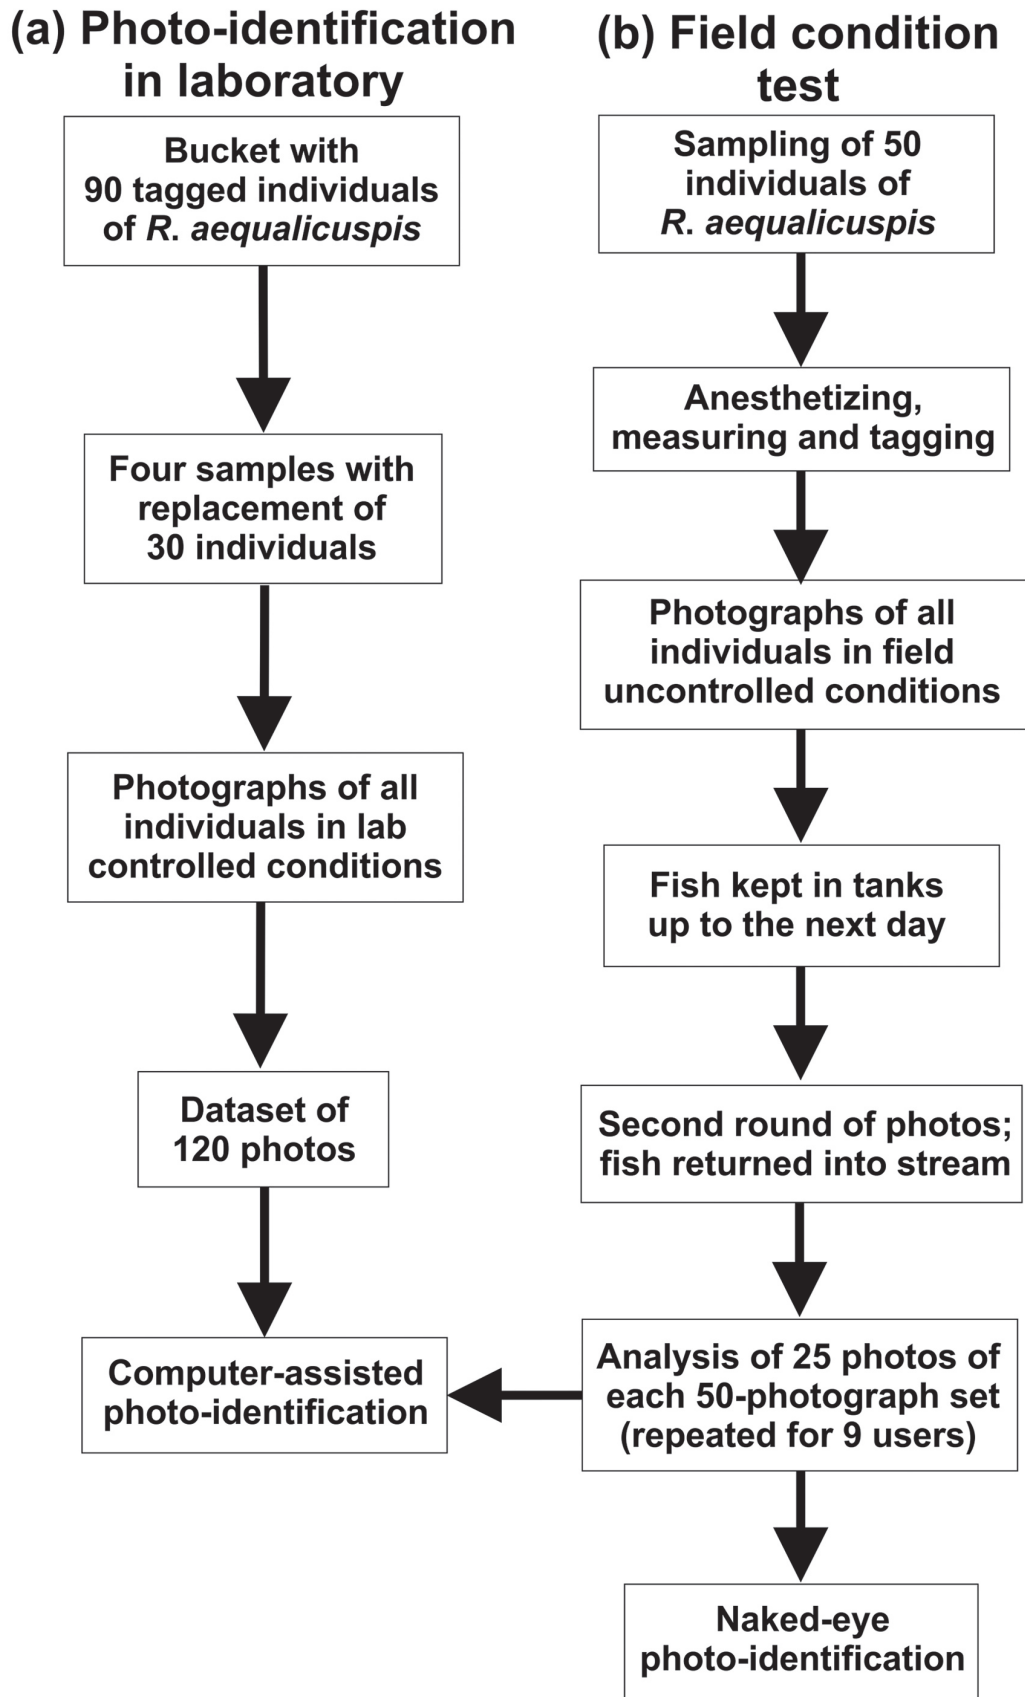 (a) Photo-identification
in laboratory
Bucket with
90 tagged individuals
of R. aequalicuspis
Four samples with
replacement of
30 individuals
Photographs of all
individuals in lab
controlled conditions
Dataset of
120 photos
Computer-assisted
photo-identification
(b) Field condition
test
Sampling of 50
individuals of
R. aequalicuspis
Anesthetizing,
measuring and tagging
Photographs of all
individuals in field
uncontrolled conditions
Fish kept in tanks
up to the next day
Second round of photos;
fish returned into stream
Analysis of 25 photos of
each 50-photograph set
(repeated for 9 users)
Naked-eye
photo-identification